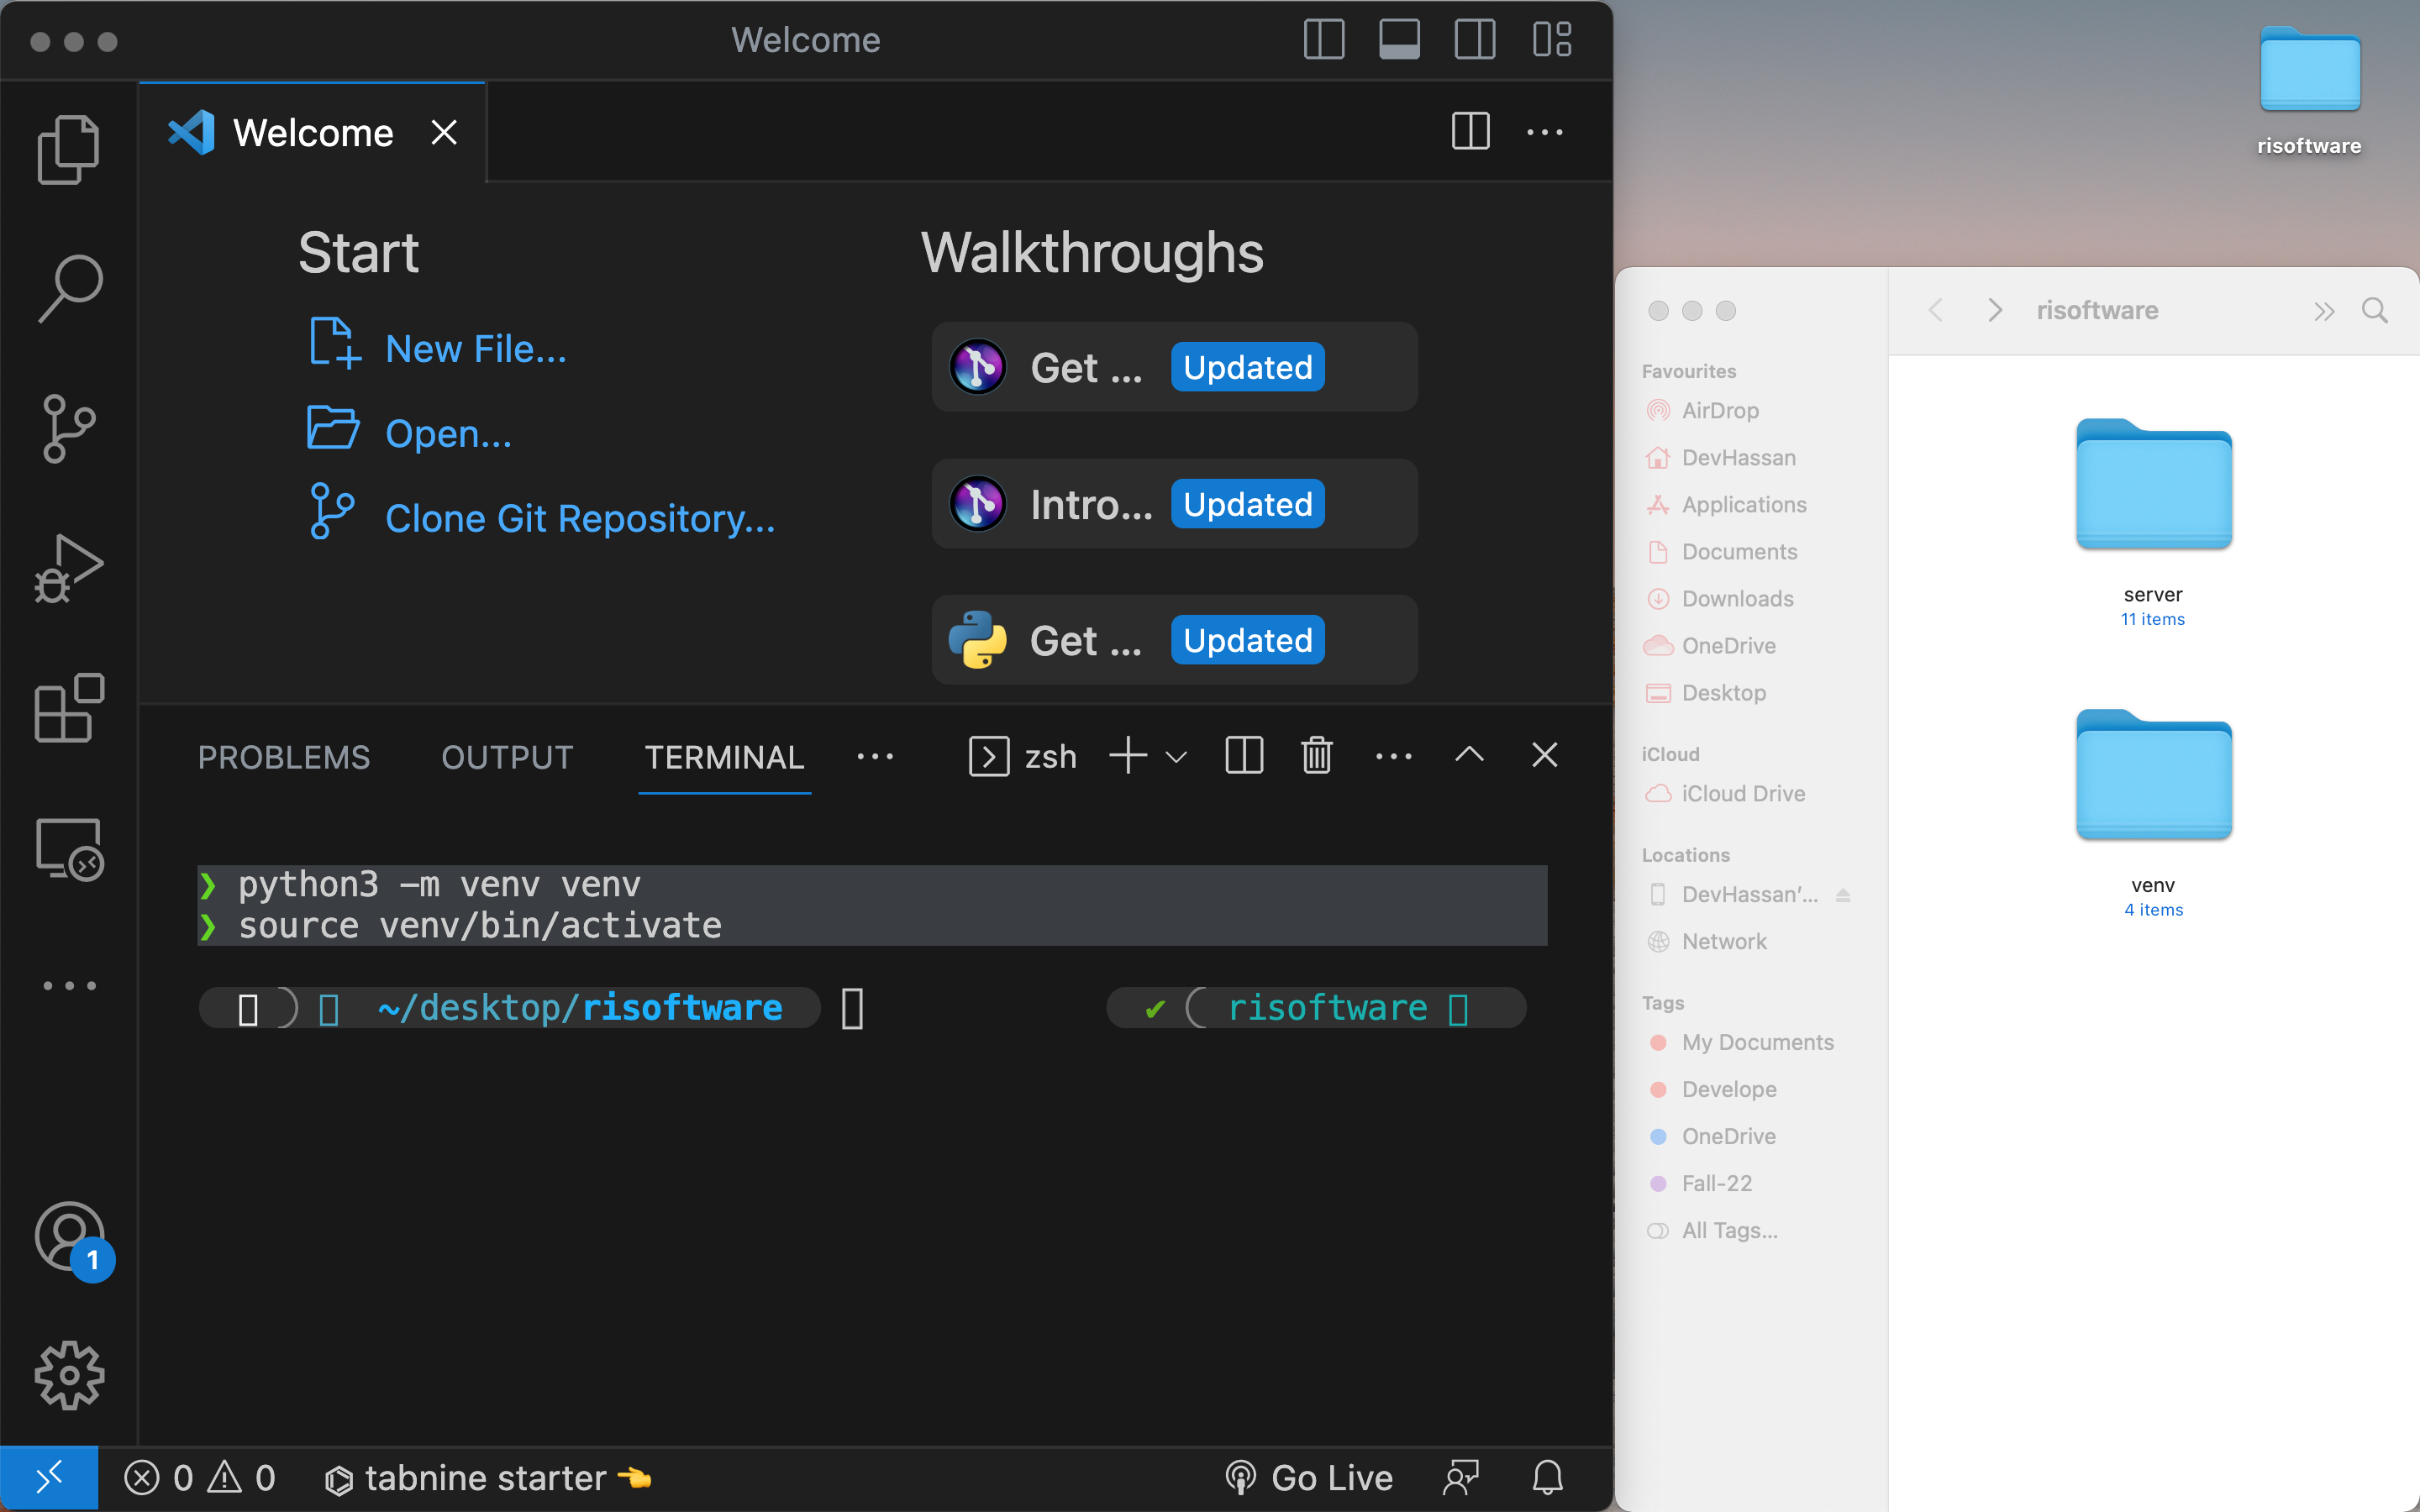 Welcome
Welcome
Start
New File...
Open...
Clone Git Repository...
Walkthroughs
Get ... Updated
Intro... Updated
Get ... Updated
PROBLEMS OUTPUT TERMINAL ... zsh
❯ python3 -m venv venv
❯ source venv/bin/activate
~/desktop/risoftware ✔ risoftware
1
0 0 tabnine starter 👈 Go Live
risoftware
risoftware
Favourites
AirDrop
DevHassan
Applications
Documents
Downloads
OneDrive
Desktop
iCloud
iCloud Drive
Locations
DevHassan’...
Network
Tags
My Documents
Develope
OneDrive
Fall-22
All Tags...
server
11 items
venv
4 items